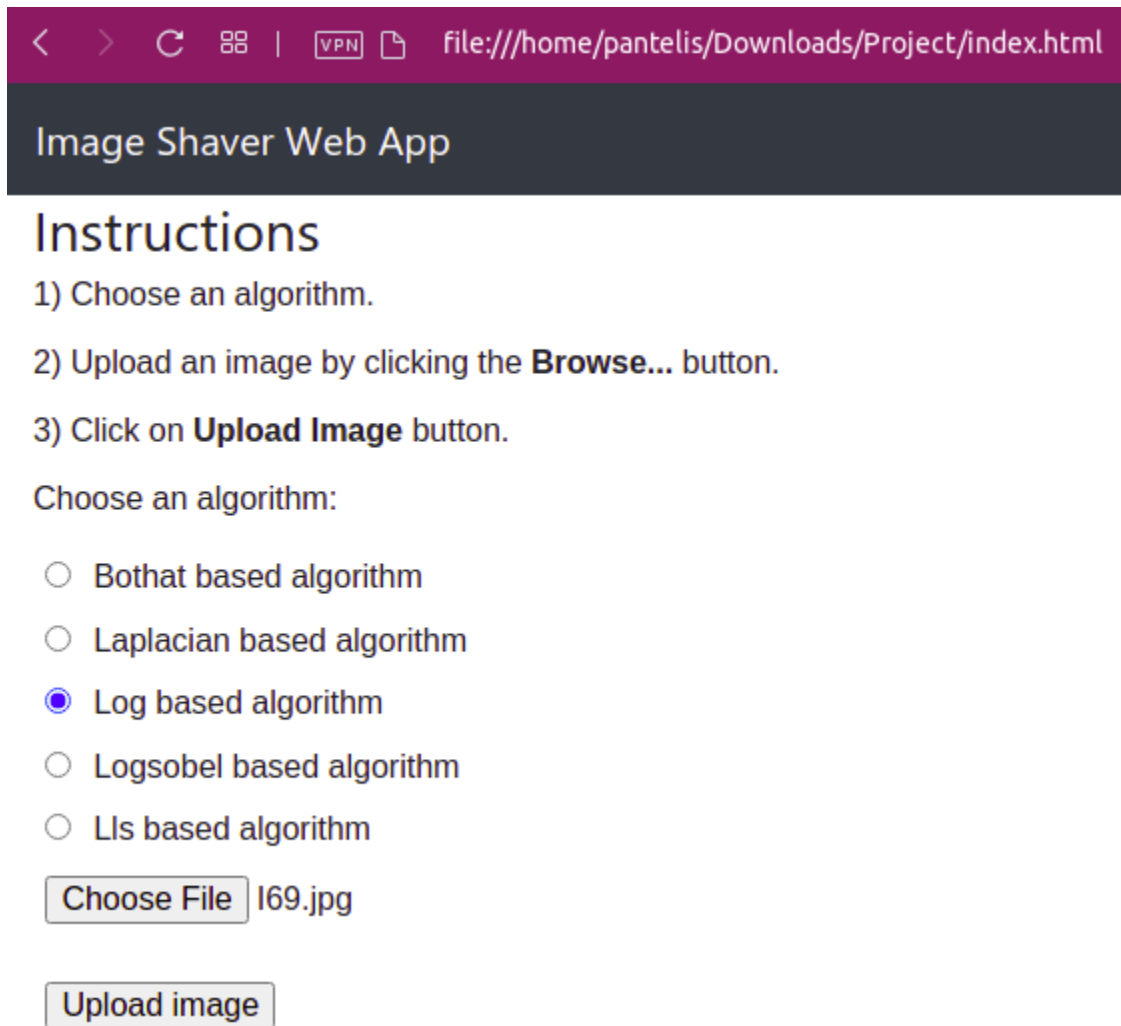 VPN file:///home/pantelis/Downloads/Project/index.html
Image Shaver Web App
Instructions
1) Choose an algorithm.
2) Upload an image by clicking the Browse... button.
3) Click on Upload Image button.
Choose an algorithm:
Bothat based algorithm
Laplacian based algorithm
Log based algorithm
Logsobel based algorithm
Lls based algorithm
Choose File l69.jpg
Upload image